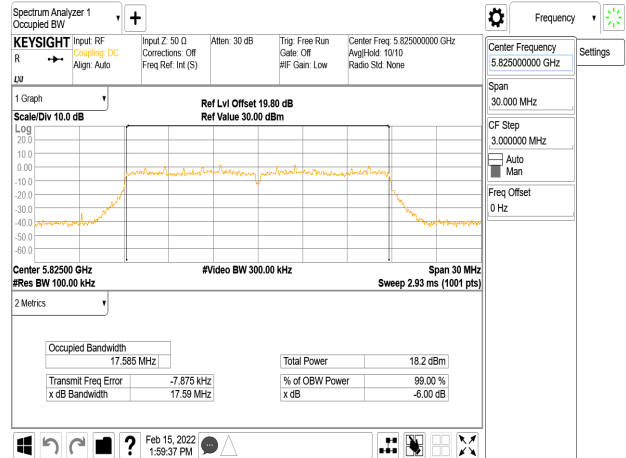 Spectrum Analyzer 1
Occupied BW
Frequency
KEYSIGHT
R
Input: RF
Coupling: DC
Align: Auto
Input Z: 50 Ω
Corrections: Off
Freq Ref: Int (S)
Atten: 30 dB
Trig: Free Run
Gate: Off
#IF Gain: Low
Center Freq: 5.825000000 GHz
Avg|Hold: 10/10
Radio Std: None
LXI
Center Frequency
5.825000000 GHz
Settings
Span
30.000 MHz
CF Step
3.000000 MHz
Auto
Man
Freq Offset
0 Hz
1 Graph
Scale/Div 10.0 dB
Ref Lvl Offset 19.80 dB
Ref Value 30.00 dBm
Log
20.0
10.0
0.00
-10.0
-20.0
-30.0
-40.0
-50.0
-60.0
Center 5.82500 GHz
#Video BW 300.00 kHz
Span 30 MHz
#Res BW 100.00 kHz
Sweep 2.93 ms (1001 pts)
2 Metrics
Occupied Bandwidth
17.585 MHz
Total Power 18.2 dBm
Transmit Freq Error -7.875 kHz
% of OBW Power 99.00 %
x dB Bandwidth 17.59 MHz
x dB -6.00 dB
?
Feb 15, 2022
1:59:37 PM